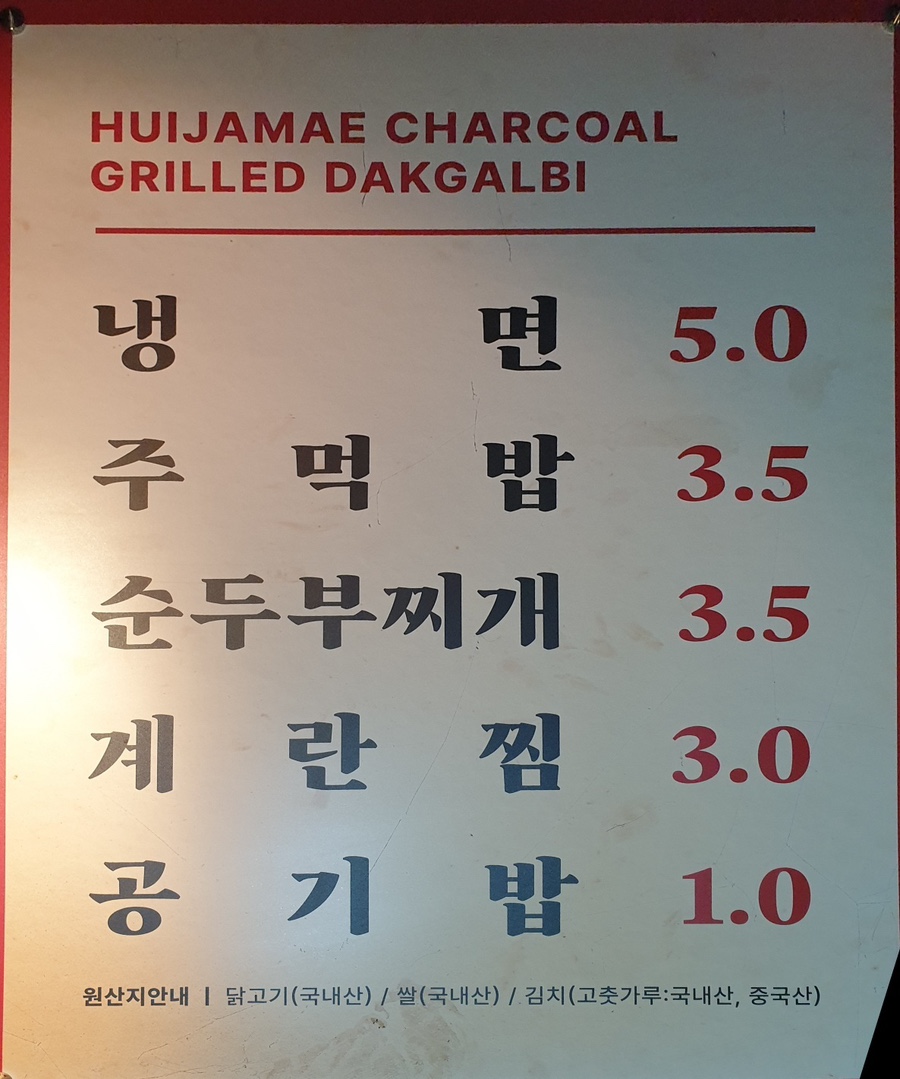 HUIJAMAE CHARCOAL
GRILLED DAKGALBI
냉면 5.0
주먹밥 3.5
순두부찌개 3.5
계란찜 3.0
공기밥 1.0
원산지안내 | 닭고기(국내산) / 쌀(국내산) / 김치(고춧가루:국내산, 중국산)